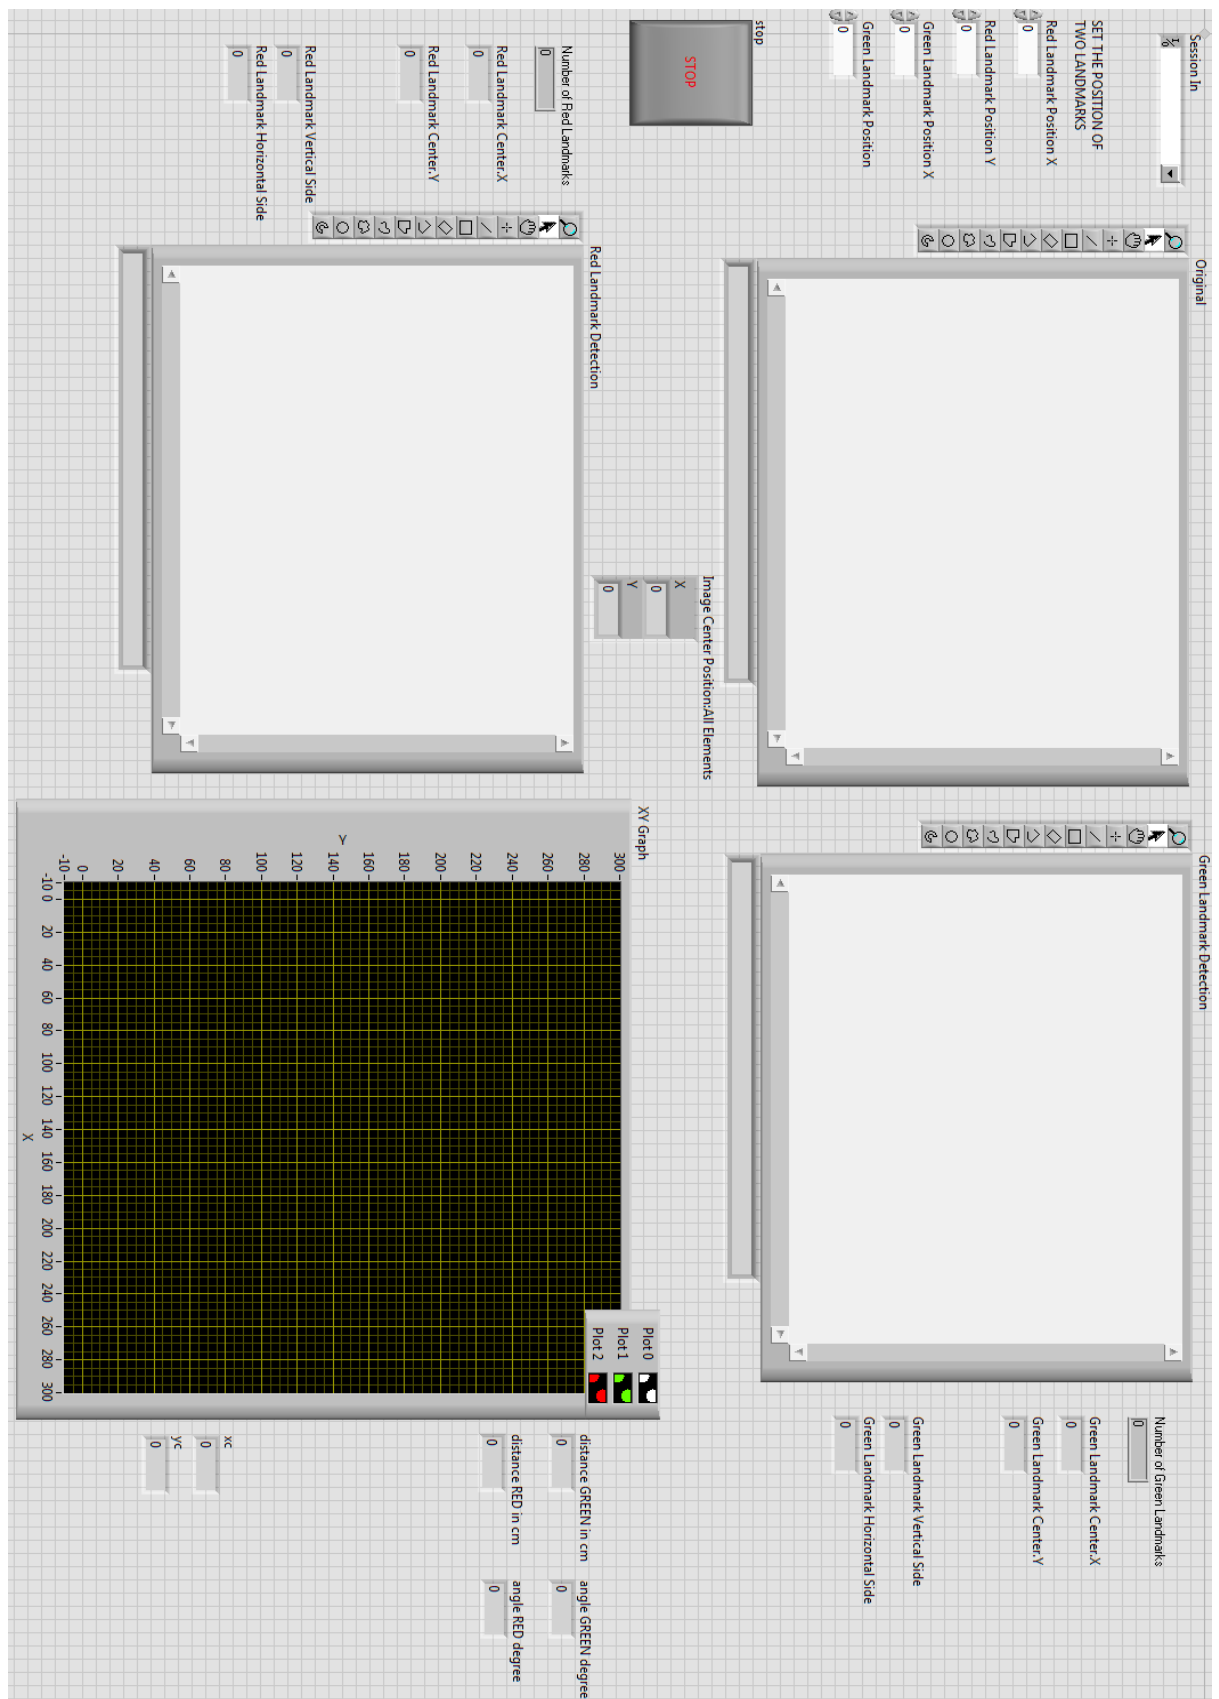 Session In
SET THE POSITION OF
TWO LANDMARKS
Red Landmark Position X
0
Red Landmark Position Y
0
Green Landmark Position X
0
Green Landmark Position
0
stop
STOP
Original
Green Landmark Detection
Number of Green Landmarks
0
Green Landmark Center.X
0
Green Landmark Center.Y
0
Green Landmark Vertical Side
0
Green Landmark Horizontal Side
0
Image Center Position:All Elements
X
0
Y
0
Number of Red Landmarks
0
Red Landmark Center.X
0
Red Landmark Center.Y
0
Red Landmark Vertical Side
0
Red Landmark Horizontal Side
0
Red Landmark Detection
XY Graph
Plot 0
Plot 1
Plot 2
Y
300
280
260
240
220
200
180
160
140
120
100
80
60
40
20
0
-10
-10 0 20 40 60 80 100 120 140 160 180 200 220 240 260 280 300
X
distance GREEN in cm
0
angle GREEN degree
0
distance RED in cm
0
angle RED degree
0
xc
0
yc
0